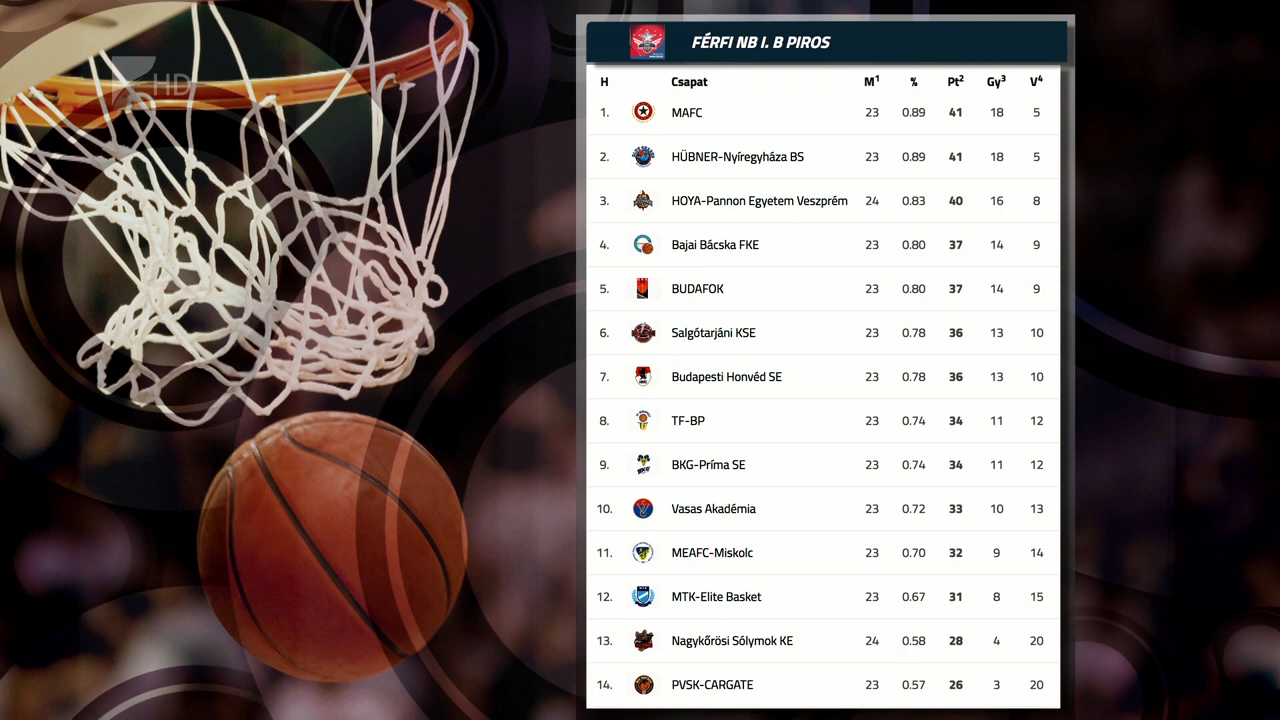 HD
FÉRFI NB I. B PIROS
H Csapat M¹ % Pt² Gy³ V⁴
1. MAFC 23 0.89 41 18 5
2. HÜBNER-Nyíregyháza BS 23 0.89 41 18 5
3. HOYA-Pannon Egyetem Veszprém 24 0.83 40 16 8
4. Bajai Bácska FKE 23 0.80 37 14 9
5. BUDAFOK 23 0.80 37 14 9
6. Salgótarjáni KSE 23 0.78 36 13 10
7. Budapesti Honvéd SE 23 0.78 36 13 10
8. TF-BP 23 0.74 34 11 12
9. BKG-Príma SE 23 0.74 34 11 12
10. Vasas Akadémia 23 0.72 33 10 13
11. MEAFC-Miskolc 23 0.70 32 9 14
12. MTK-Elite Basket 23 0.67 31 8 15
13. Nagykőrösi Sólymok KE 24 0.58 28 4 20
14. PVSK-CARGATE 23 0.57 26 3 20